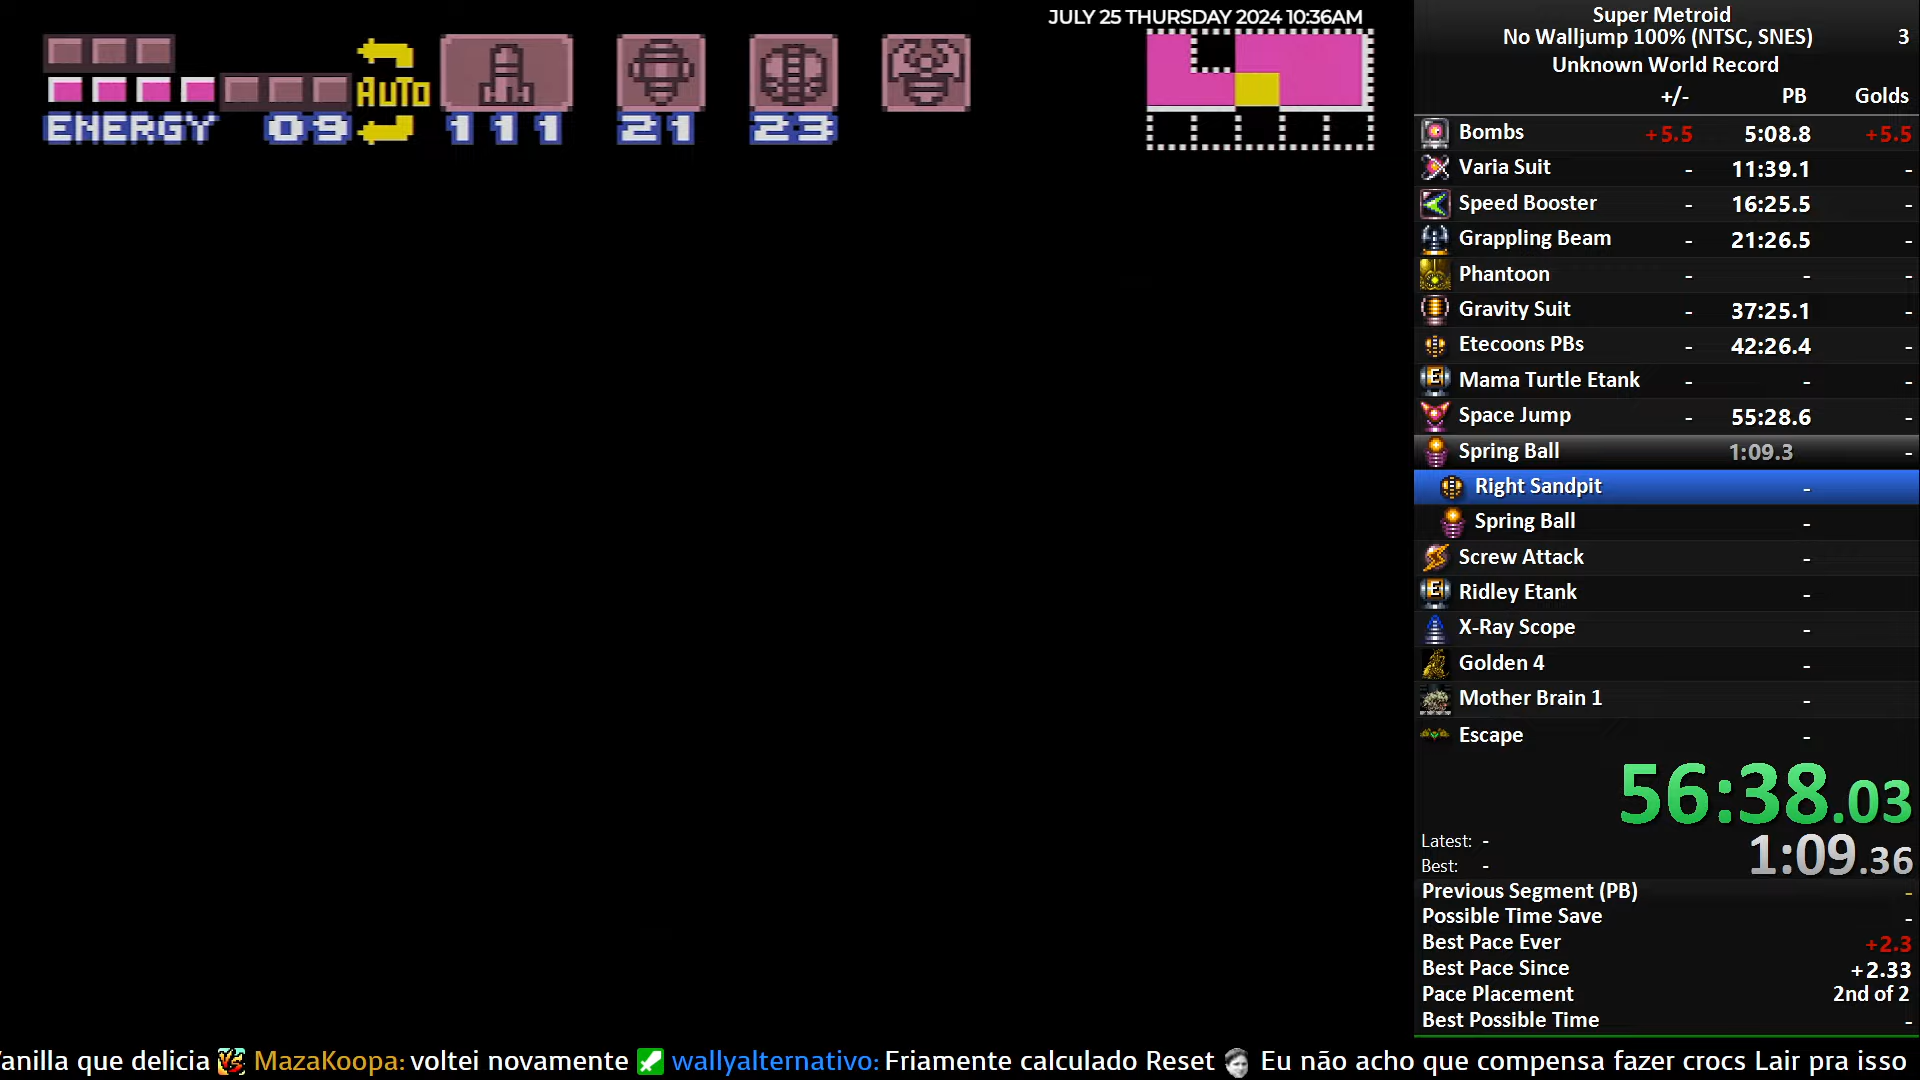 JULY 25 THURSDAY 2024 10:36AM
ENERGY 09
AUTO
111
21
23
Super Metroid
No Walljump 100% (NTSC, SNES) 3
Unknown World Record
+/- PB Golds
Bombs +5.5 5:08.8 +5.5
Varia Suit - 11:39.1 -
Speed Booster - 16:25.5 -
Grappling Beam - 21:26.5 -
Phantoon - - -
Gravity Suit - 37:25.1 -
Etecoons PBs - 42:26.4 -
Mama Turtle Etank - - -
Space Jump - 55:28.6 -
Spring Ball 1:09.3 -
Right Sandpit -
Spring Ball -
Screw Attack -
Ridley Etank -
X-Ray Scope -
Golden 4 -
Mother Brain 1 -
Escape -
56:38.03
Latest: -
Best: -
1:09.36
Previous Segment (PB) -
Possible Time Save -
Best Pace Ever +2.3
Best Pace Since +2.33
Pace Placement 2nd of 2
Best Possible Time -
anilla que delicia MazaKoopa: voltei novamente wallyalternativo: Friamente calculado Reset Eu não acho que compensa fazer crocs Lair pra isso